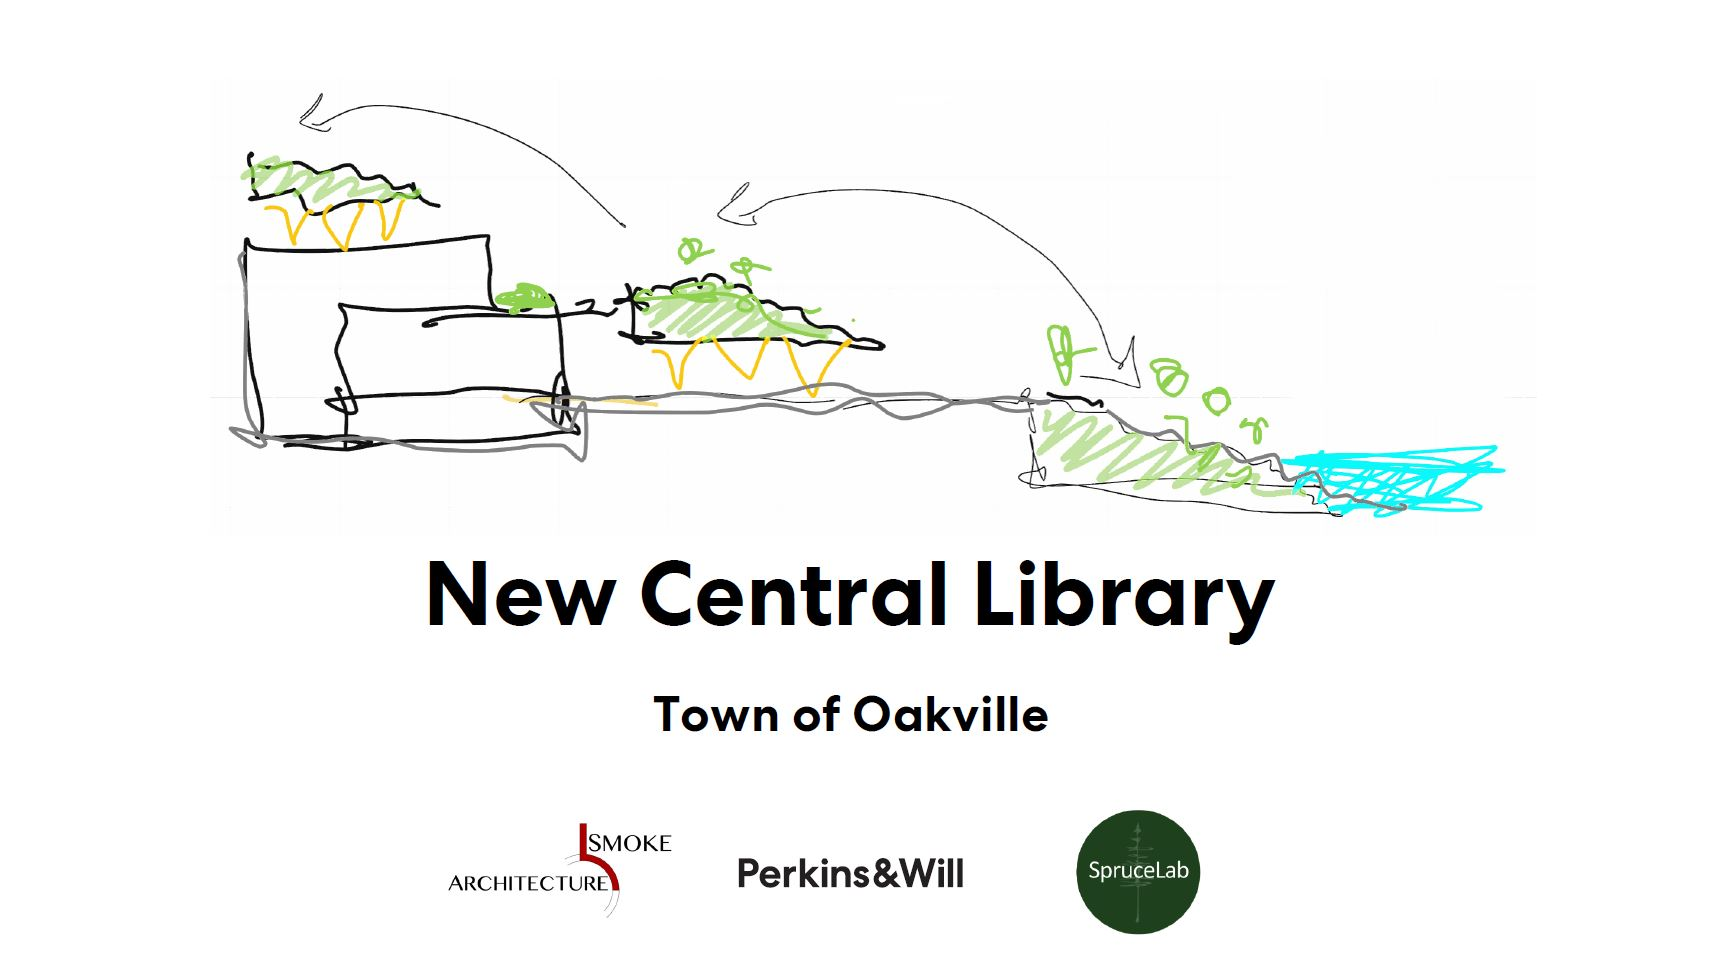 New Central Library
Town of Oakville
SMOKE
ARCHITECTURE
Perkins&Will
SpruceLab